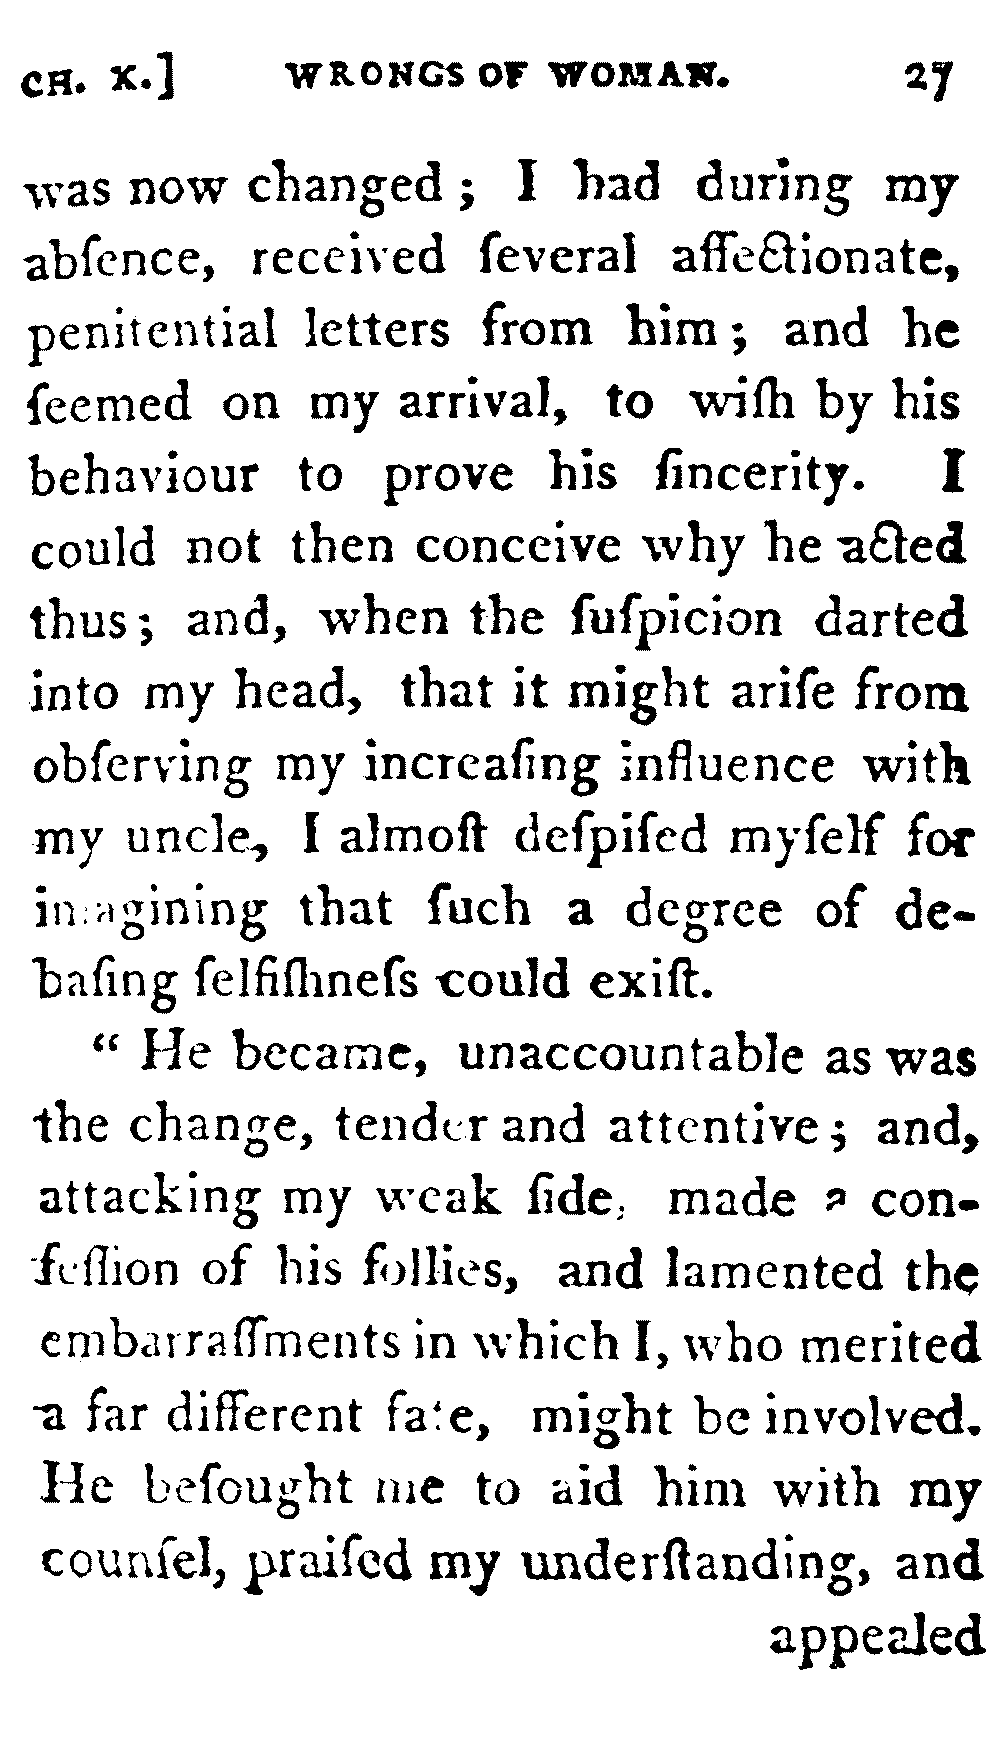 CH. X.] WRONGS OF WOMAN. 27
was now changed; I had during my
abſence, received ſeveral affectionate,
penitential letters from him; and he
ſeemed on my arrival, to wiſh by his
behaviour to prove his ſincerity. I
could not then conceive why he acted
thus; and, when the ſuſpicion darted
into my head, that it might ariſe from
obſerving my increaſing influence with
my uncle, I almoſt deſpiſed myſelf for
imagining that ſuch a degree of de-
baſing ſelfiſhneſs could exiſt.
“ He became, unaccountable as was
the change, tender and attentive; and,
attacking my weak ſide, made a con-
feſſion of his follies, and lamented the
embarraſſments in which I, who merited
a far different fate, might be involved.
He beſought me to aid him with my
counſel, praiſed my underſtanding, and
appealed